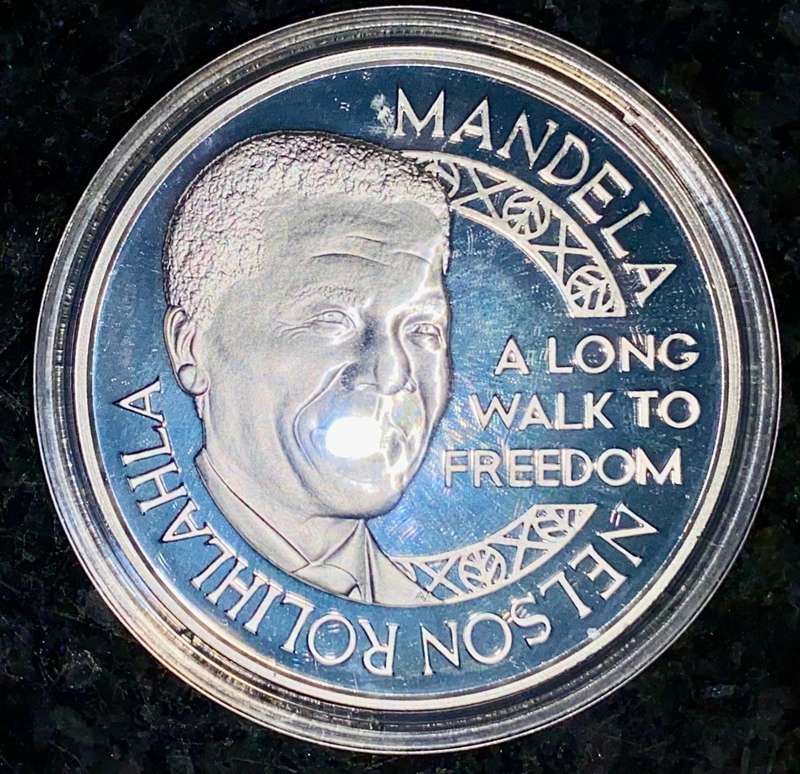 NELSON ROLIHLAHLA
MANDELA
A LONG
WALK TO
FREEDOM